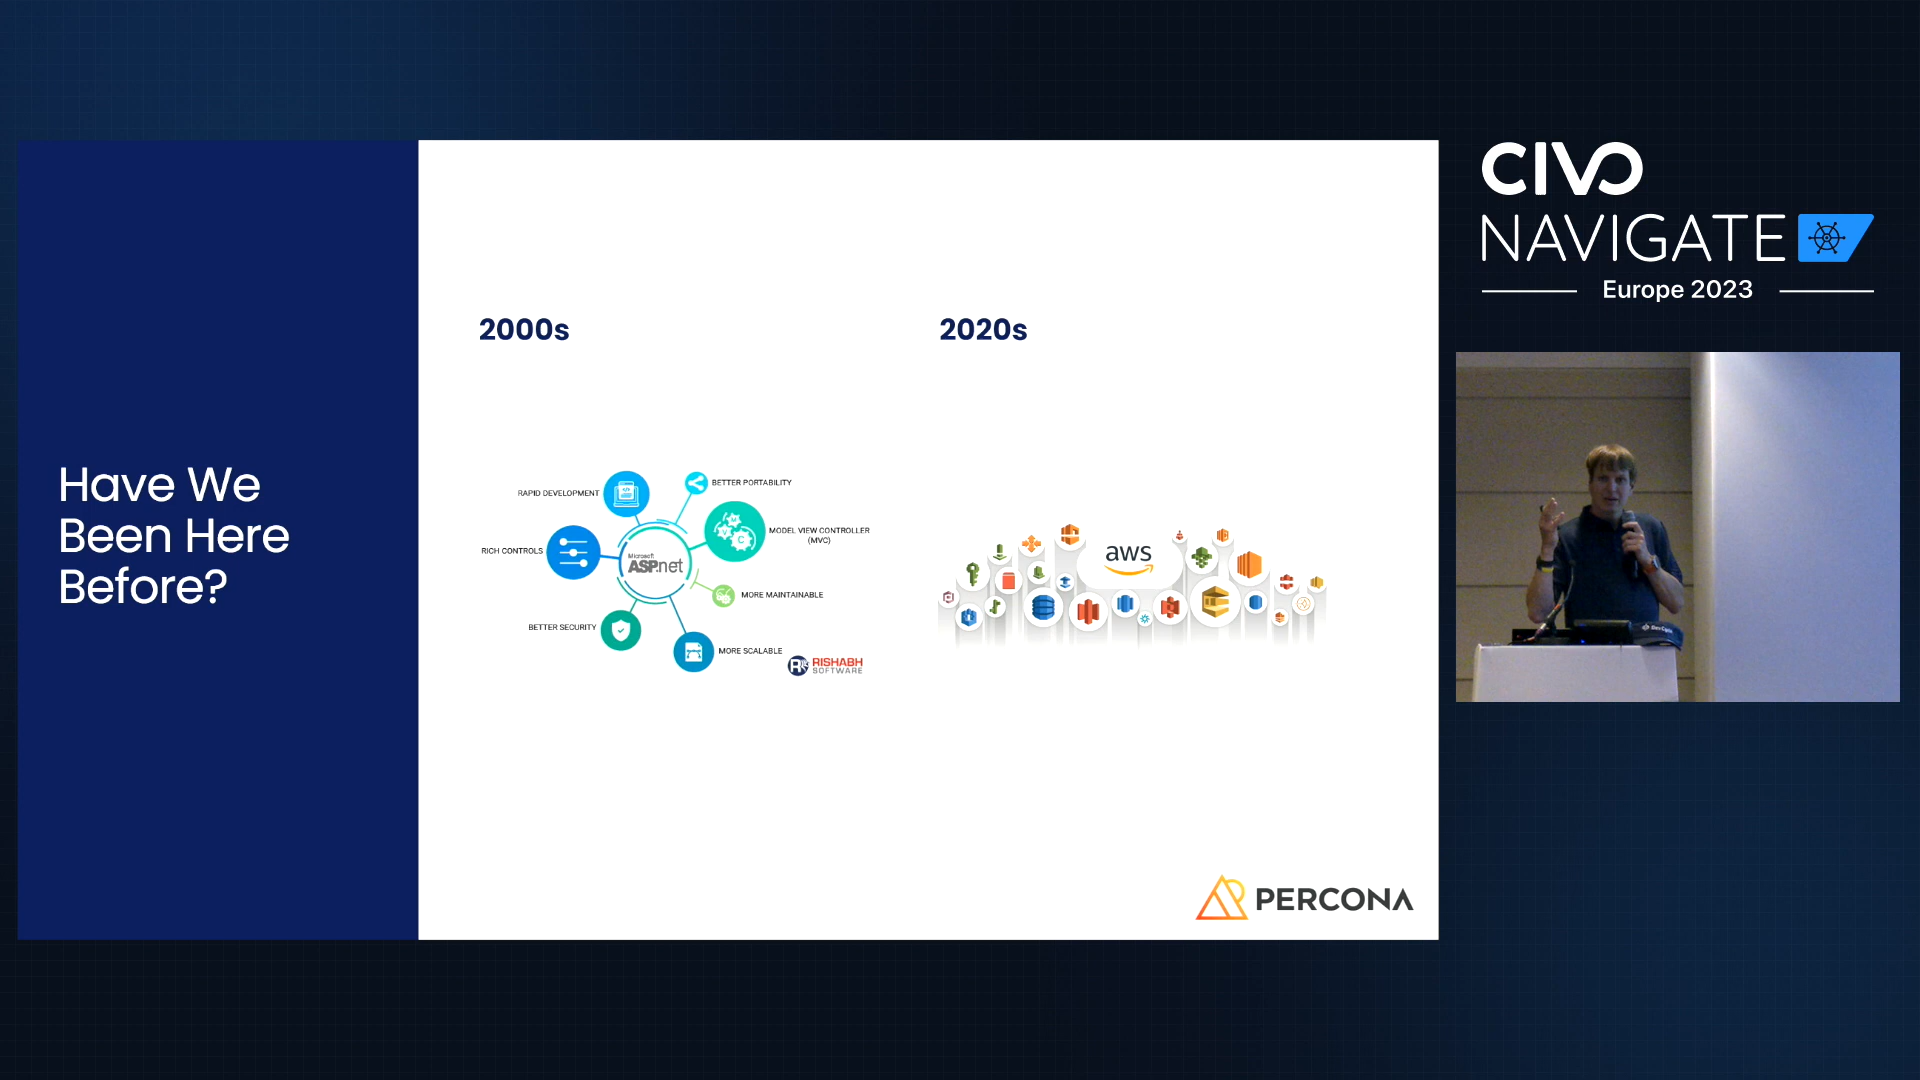 CIVO
NAVIGATE
Europe 2023
Have We
Been Here
Before?
2000s
2020s
RAPID DEVELOPMENT
BETTER PORTABILITY
MODEL VIEW CONTROLLER
(MVC)
M
V
C
RICH CONTROLS
Microsoft
ASP.net
MORE MAINTAINABLE
BETTER SECURITY
MORE SCALABLE
RISHABH
SOFTWARE
aws
PERCONA